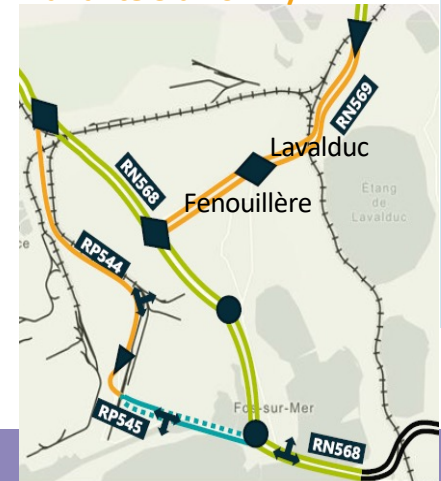 RN569
Lavalduc
RN568
Fenouillère
Étang
de
Lavalduc
RP544
RP545
Fos-sur-Mer
RN568